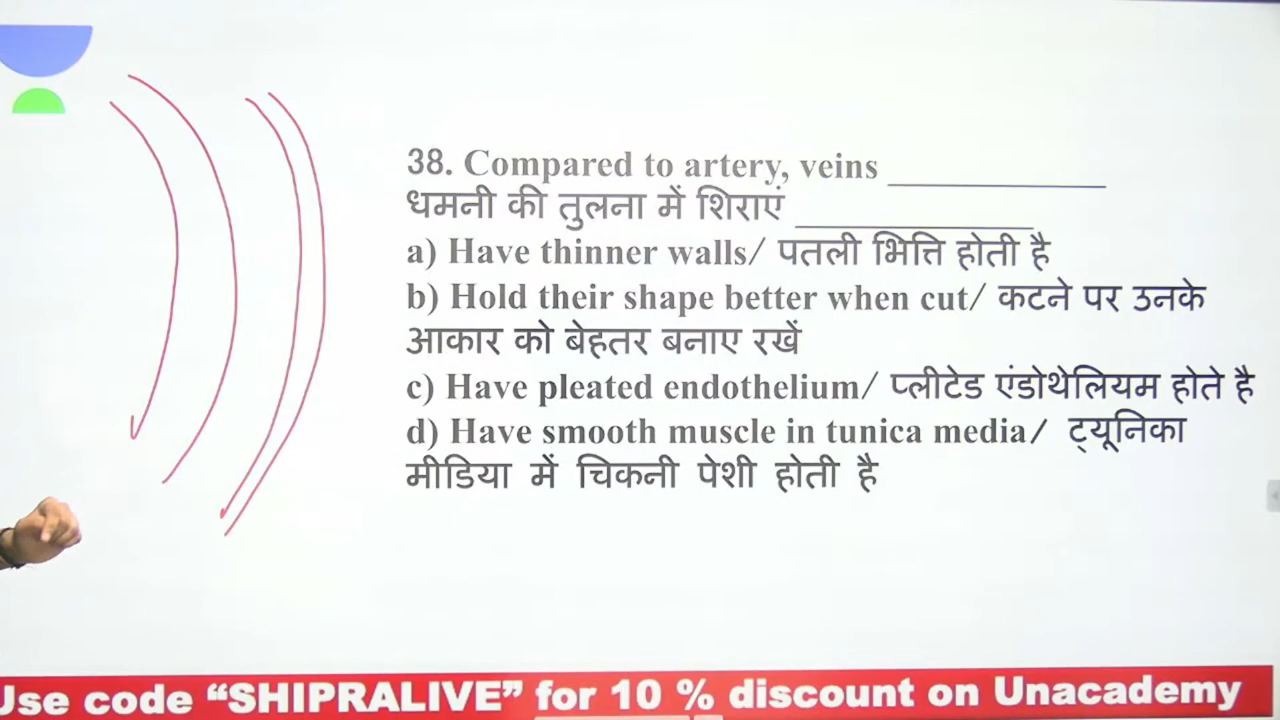 38. Compared to artery, veins ____________
धमनी की तुलना में शिराएं ____________
a) Have thinner walls/ पतली भित्ति होती है
b) Hold their shape better when cut/ कटने पर उनके
आकार को बेहतर बनाए रखें
c) Have pleated endothelium/ प्लीटेड एंडोथेलियम होते है
d) Have smooth muscle in tunica media/ ट्यूनिका
मीडिया में चिकनी पेशी होती है
Use code “SHIPRALIVE” for 10 % discount on Unacademy